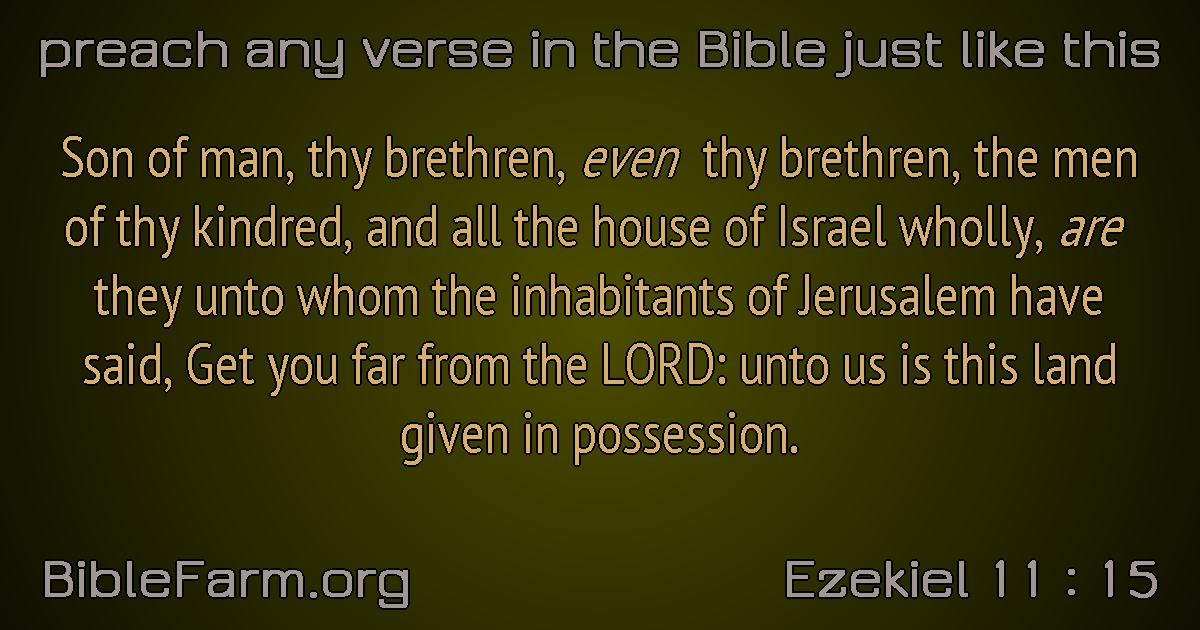 preach any verse in the Bible just like this
Son of man, thy brethren, even thy brethren, the men
of thy kindred, and all the house of Israel wholly, are
they unto whom the inhabitants of Jerusalem have
said, Get you far from the LORD: unto us is this land
given in possession.
BibleFarm.org
Ezekiel 11 : 15